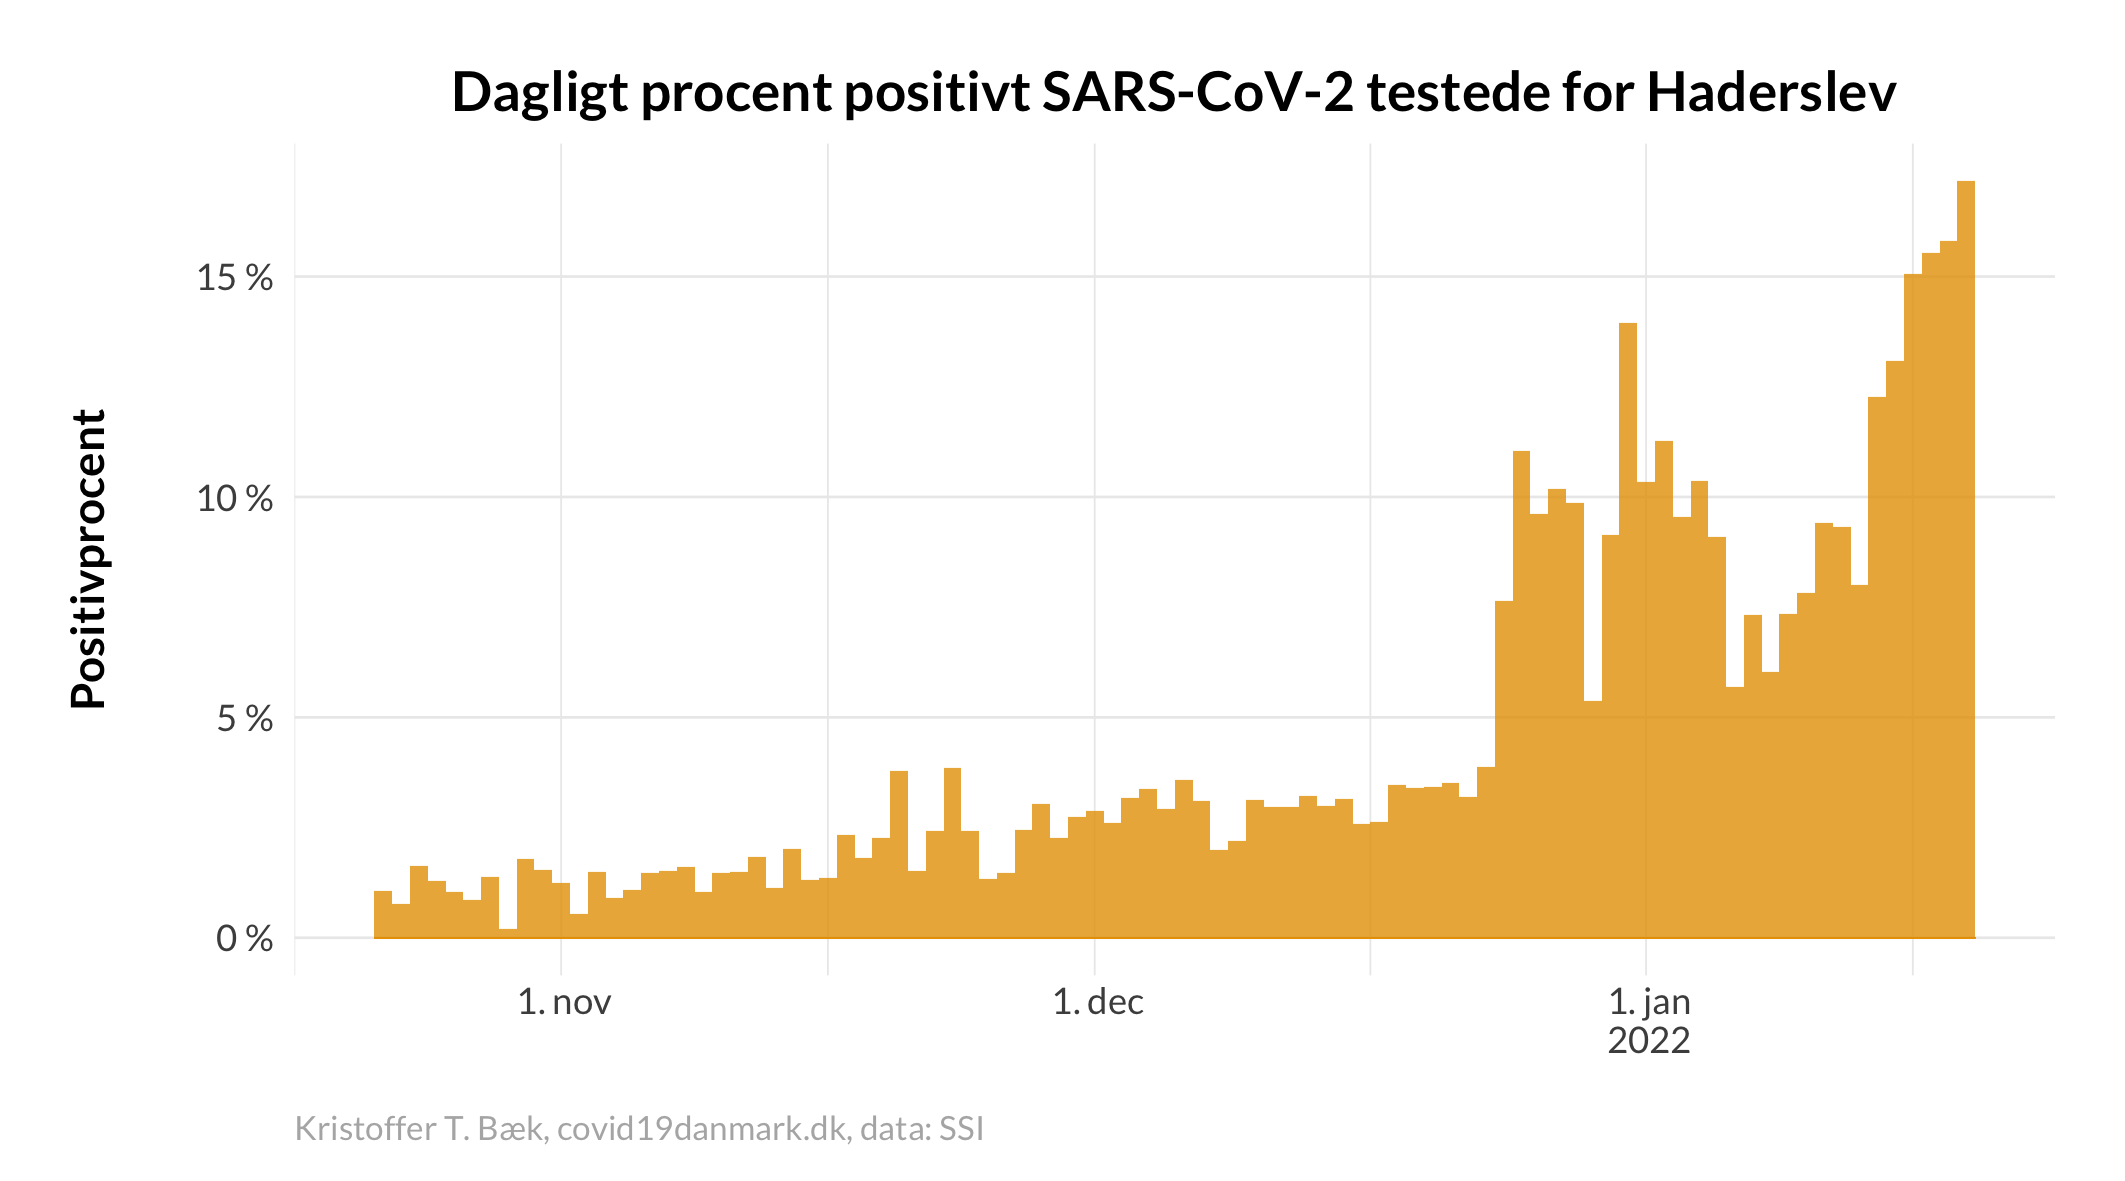 Dagligt procent positivt SARS-CoV-2 testede for Haderslev
Positivprocent
15 %
10 %
5 %
0 %
1. nov
1. dec
1. jan
2022
Kristoffer T. Bæk, covid19danmark.dk, data: SSI